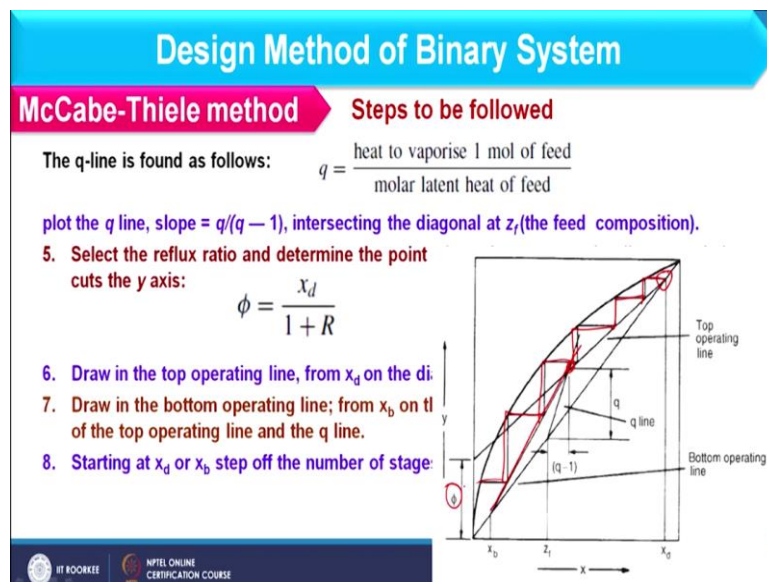 Design Method of Binary System
McCabe-Thiele method
Steps to be followed
The q-line is found as follows:
q = heat to vaporise 1 mol of feed / molar latent heat of feed
plot the q line, slope = q/(q — 1), intersecting the diagonal at zf (the feed composition).
5. Select the reflux ratio and determine the point
cuts the y axis:
ϕ = xd / 1 + R
6. Draw in the top operating line, from xd on the
7. Draw in the bottom operating line; from xb on
of the top operating line and the q line.
8. Starting at xd or xb step off the number of stage
Top
operating
line
q
q line
y
(q-1)
Bottom operating
line
ϕ
xb
zf
xd
x
IIT ROORKEE
NPTEL ONLINE
CERTIFICATION COURSE